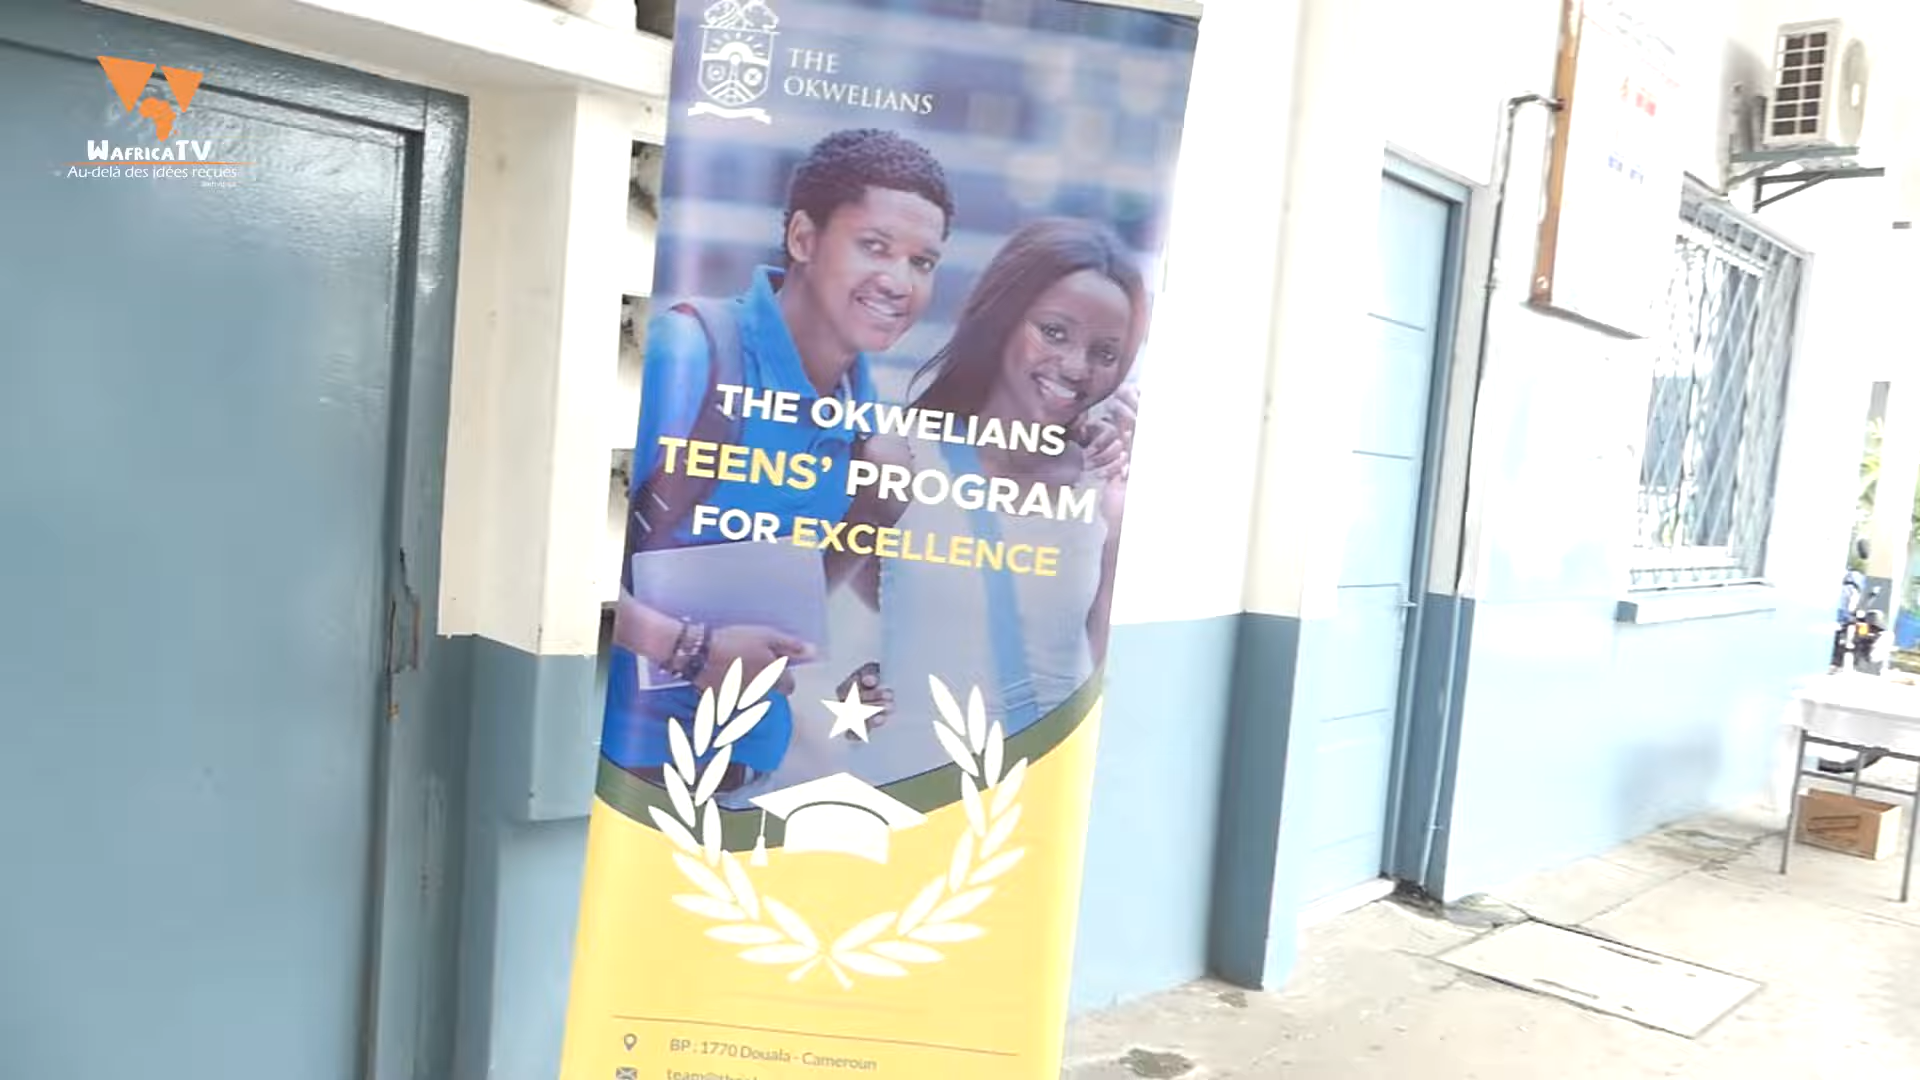 WAFRICATV
Au-delà des idées reçues
THE
OKWELIANS
THE OKWELIANS
TEENS' PROGRAM
FOR EXCELLENCE
BP : 1770 Douala - Cameroun